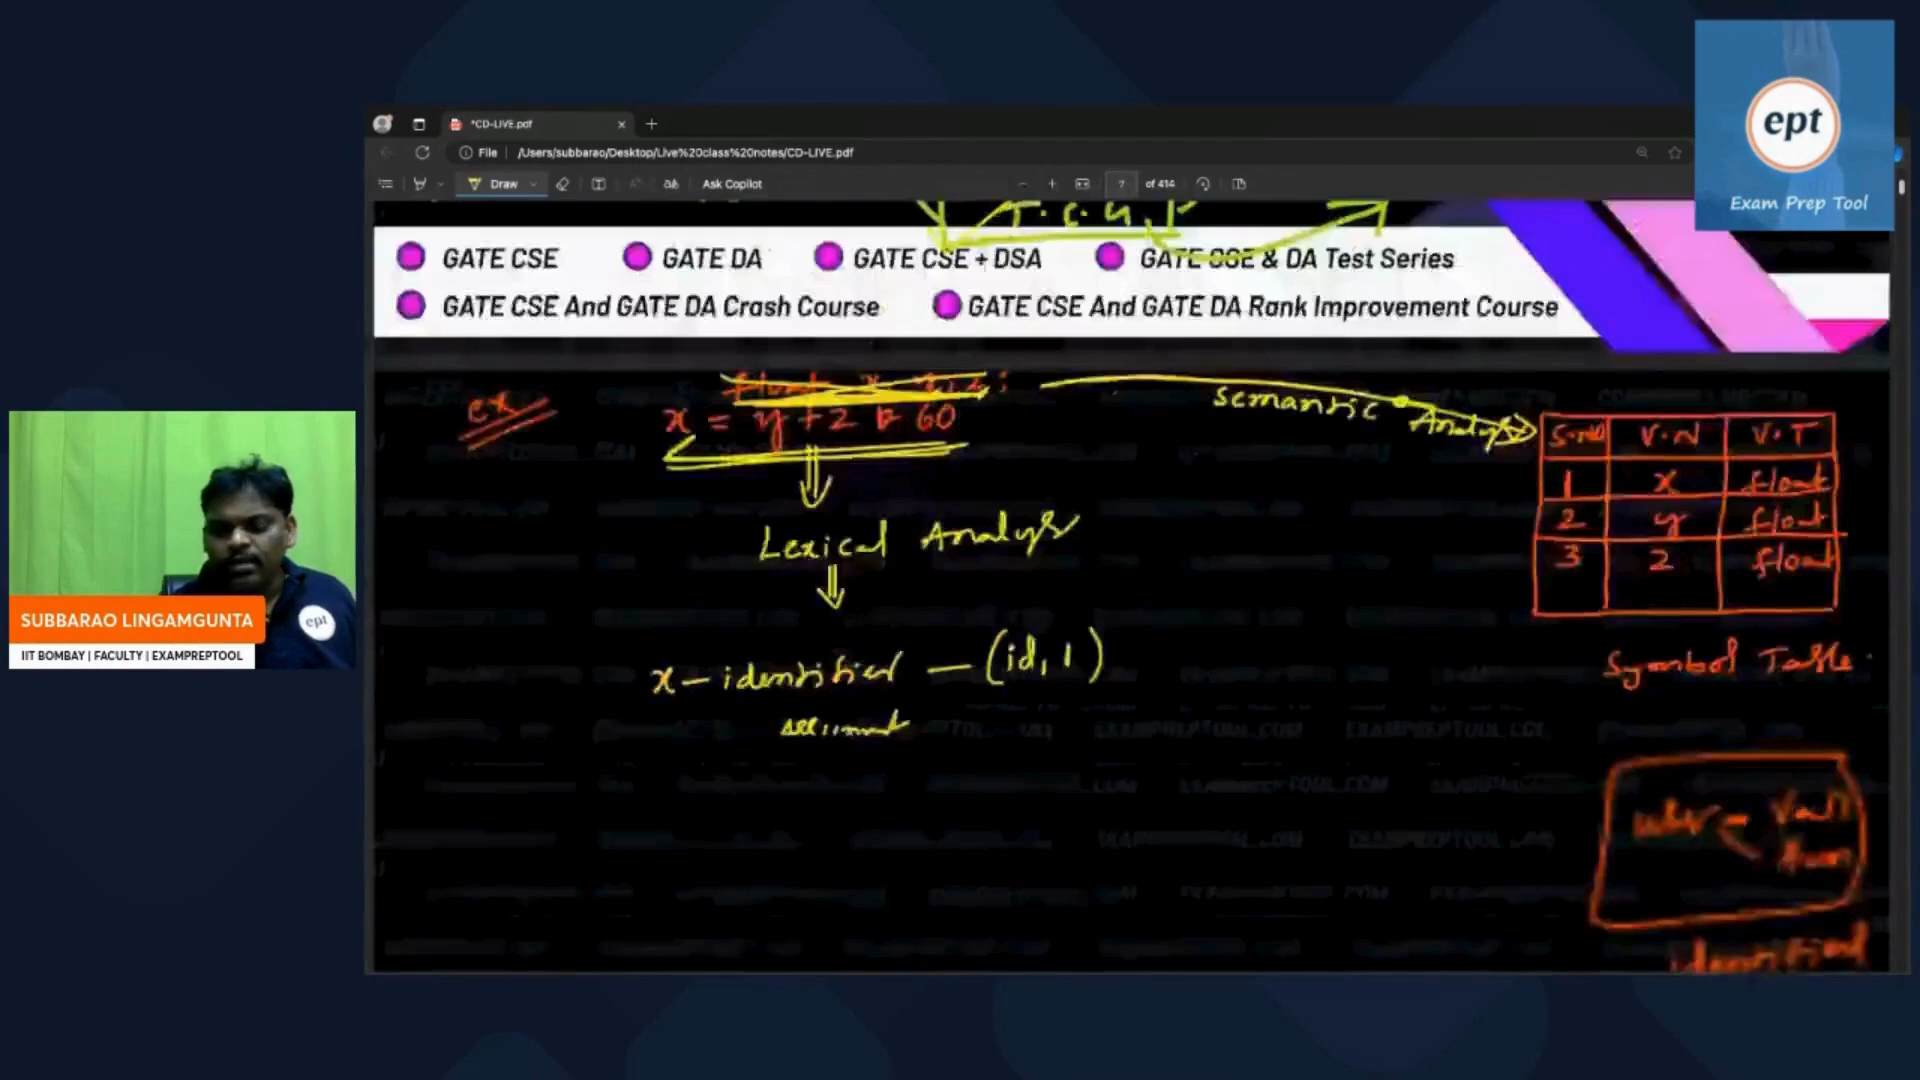 ept
Exam Prep Tool
*CD-LIVE.pdf
File
/Users/subbarao/Desktop/Live%20class%20notes/CD-LIVE.pdf
Draw
Ask Copilot
7 of 414
T.C.G.
GATE CSE
GATE DA
GATE CSE + DSA
GATE CSE & DA Test Series
GATE CSE And GATE DA Crash Course
GATE CSE And GATE DA Rank Improvement Course
ex
x = y + z * 60
Semantic
S.NO V.N V.T
1 x float
2 y float
3 z float
Symbol Table
Lexical
x - identifier - (id, 1)
SUBBARAO LINGAMGUNTA
ept
IIT BOMBAY | FACULTY | EXAMPREPTOOL